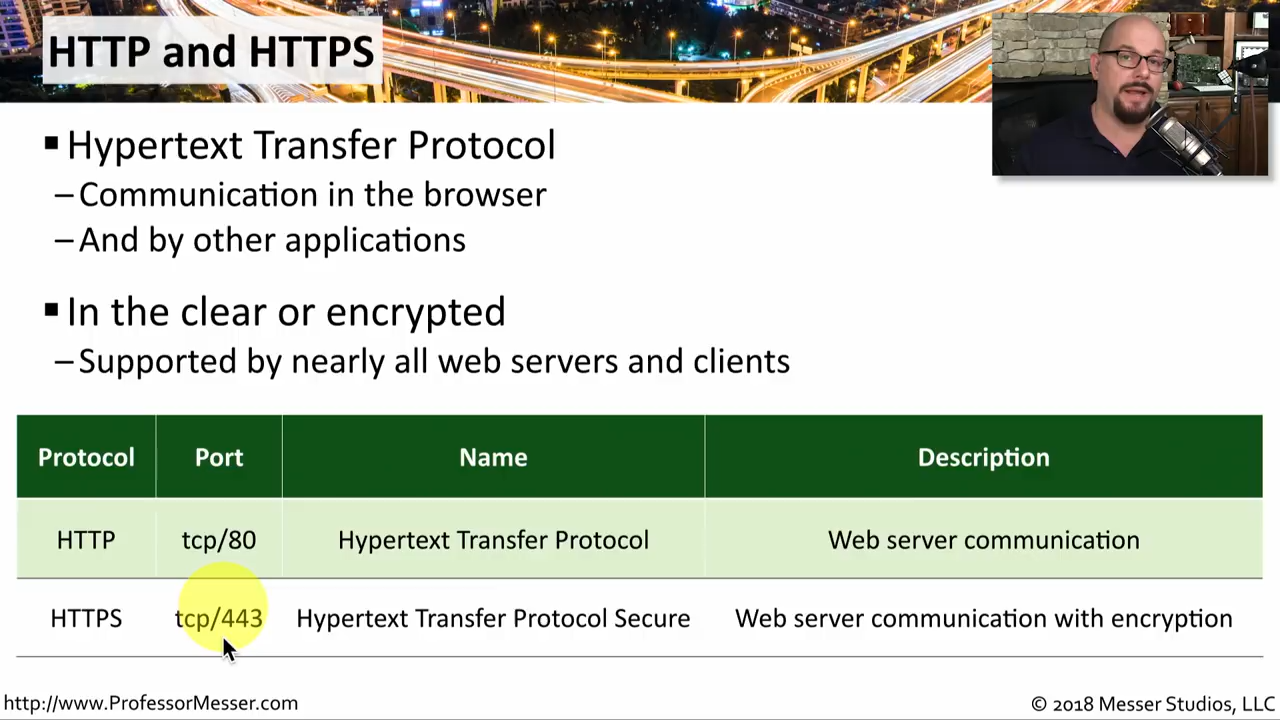 HTTP and HTTPS
▪ Hypertext Transfer Protocol
– Communication in the browser
– And by other applications
▪ In the clear or encrypted
– Supported by nearly all web servers and clients
Protocol Port Name Description
HTTP tcp/80 Hypertext Transfer Protocol Web server communication
HTTPS tcp/443 Hypertext Transfer Protocol Secure Web server communication with encryption
http://www.ProfessorMesser.com © 2018 Messer Studios, LLC